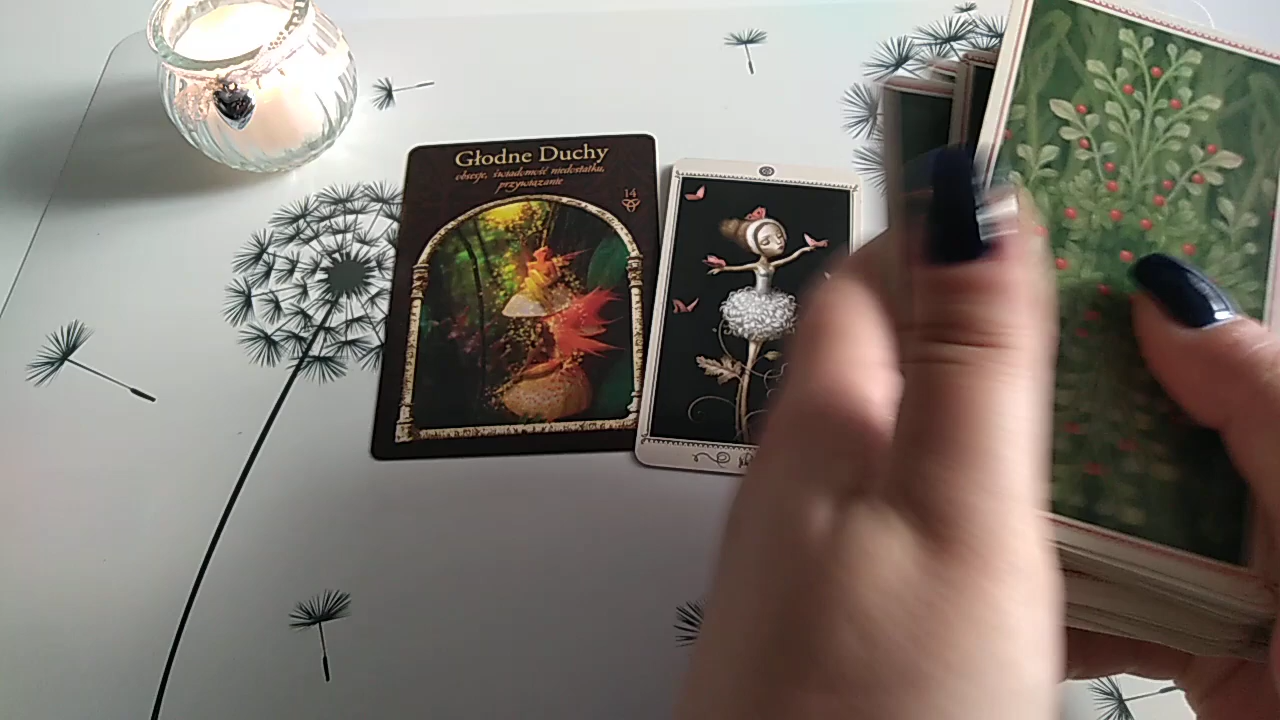 Głodne Duchy
obsesje, świadomość niedostatku,
przywiązanie
14